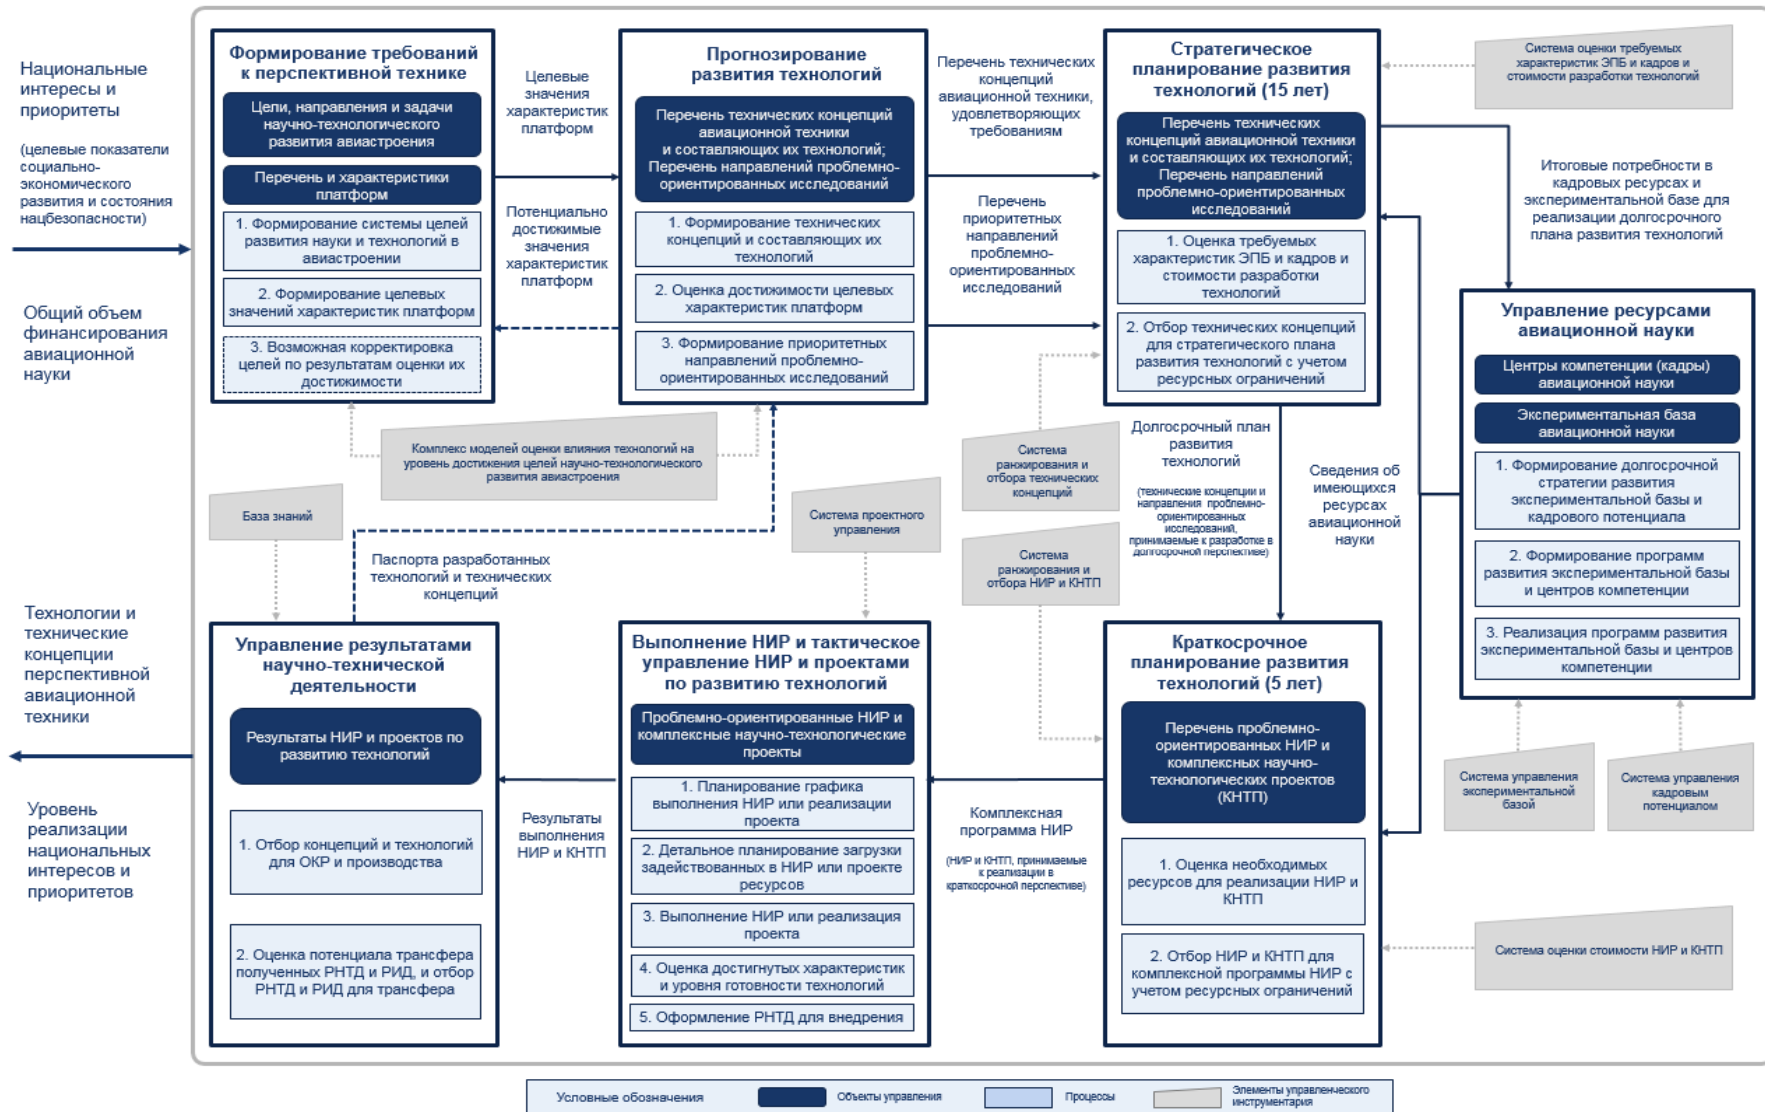 Национальные
интересы и
приоритеты
(целевые показатели
социально-
экономического
развития и состояния
нацбезопасности)
Общий объем
финансирования
авиационной
науки
Технологии и
технические
концепции
перспективной
авиационной
техники
Уровень
реализации
национальных
интересов и
приоритетов
Формирование требований
к перспективной технике
Цели, направления и задачи
научно-технологического
развития авиастроения
Перечень и характеристики
платформ
1. Формирование системы целей
развития науки и технологий в
авиастроении
2. Формирование целевых
значений характеристик платформ
3. Возможная корректировка
целей по результатам оценки их
достижимости
Целевые
значения
характеристик
платформ
Потенциально
достижимые
значения
характеристик
платформ
Прогнозирование
развития технологий
Перечень технических концепций
авиационной техники
и составляющих их технологий;
Перечень направлений проблемно-
ориентированных исследований
1. Формирование технических
концепций и составляющих их
технологий
2. Оценка достижимости целевых
характеристик платформ
3. Формирование приоритетных
направлений проблемно-
ориентированных исследований
Перечень технических
концепций
авиационной техники,
удовлетворяющих
требованиям
Перечень
приоритетных
направлений
проблемно-
ориентированных
исследований
Стратегическое
планирование развития
технологий (15 лет)
Перечень технических
концепций авиационной техники
и составляющих их технологий;
Перечень направлений
проблемно-ориентированных
исследований
1. Оценка требуемых
характеристик ЭПБ и кадров и
стоимости разработки
технологий
2. Отбор технических концепций
для стратегического плана
развития технологий с учетом
ресурсных ограничений
Система оценки требуемых
характеристик ЭПБ и кадров и
стоимости разработки технологий
Итоговые потребности в
кадровых ресурсах и
экспериментальной базе для
реализации долгосрочного
плана развития технологий
Управление ресурсами
авиационной науки
Центры компетенции (кадры)
авиационной науки
Экспериментальная база
авиационной науки
1. Формирование долгосрочной
стратегии развития
экспериментальной базы и
кадрового потенциала
2. Формирование программ
развития экспериментальной базы
и центров компетенции
3. Реализация программ развития
экспериментальной базы и центров
компетенции
Комплекс моделей оценки влияния технологий на
уровень достижения целей научно-технологического
развития авиастроения
База знаний
Система проектного
управления
Система
ранжирования и
отбора технических
концепций
Система
ранжирования и
отбора НИР и КНТП
Долгосрочный план
развития
технологий
(технические концепции и
направления проблемно-
ориентированных
исследований,
принимаемые к разработке в
долгосрочной перспективе)
Сведения об
имеющихся
ресурсах
авиационной
науки
Паспорта разработанных
технологий и технических
концепций
Управление результатами
научно-технической
деятельности
Результаты НИР и проектов по
развитию технологий
1. Отбор концепций и технологий
для ОКР и производства
2. Оценка потенциала трансфера
полученных РНТД и РИД, и отбор
РНТД и РИД для трансфера
Результаты
выполнения
НИР и КНТП
Выполнение НИР и тактическое
управление НИР и проектами
по развитию технологий
Проблемно-ориентированные НИР и
комплексные научно-технологические
проекты
1. Планирование графика
выполнения НИР или реализации
проекта
2. Детальное планирование загрузки
задействованных в НИР или проекте
ресурсов
3. Выполнение НИР или реализация
проекта
4. Оценка достигнутых характеристик
и уровня готовности технологий
5. Оформление РНТД для внедрения
Комплексная
программа НИР
(НИР и КНТП, принимаемые
к реализации в
краткосрочной перспективе)
Краткосрочное
планирование развития
технологий (5 лет)
Перечень проблемно-
ориентированных НИР и
комплексных научно-
технологических проектов
(КНТП)
1. Оценка необходимых
ресурсов для реализации НИР и
КНТП
2. Отбор НИР и КНТП для
комплексной программы НИР с
учетом ресурсных ограничений
Система управления
экспериментальной
базой
Система управления
кадровым
потенциалом
Система оценки стоимости НИР и КНТП
Условные обозначения
Объекты управления
Процессы
Элементы управленческого
инструментария